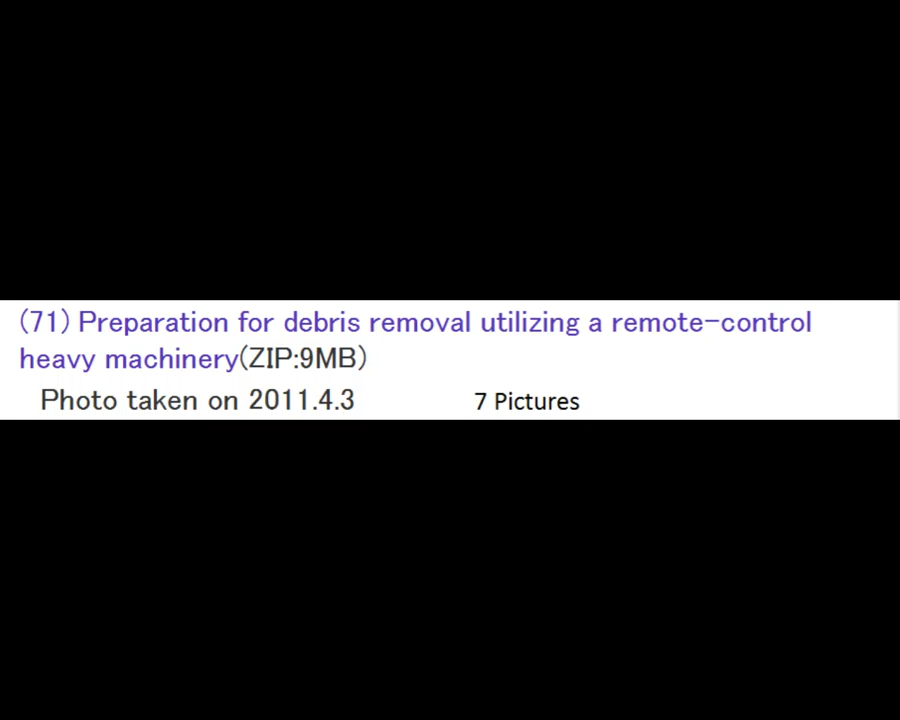 (71) Preparation for debris removal utilizing a remote-control
heavy machinery(ZIP:9MB)
Photo taken on 2011.4.3 7 Pictures